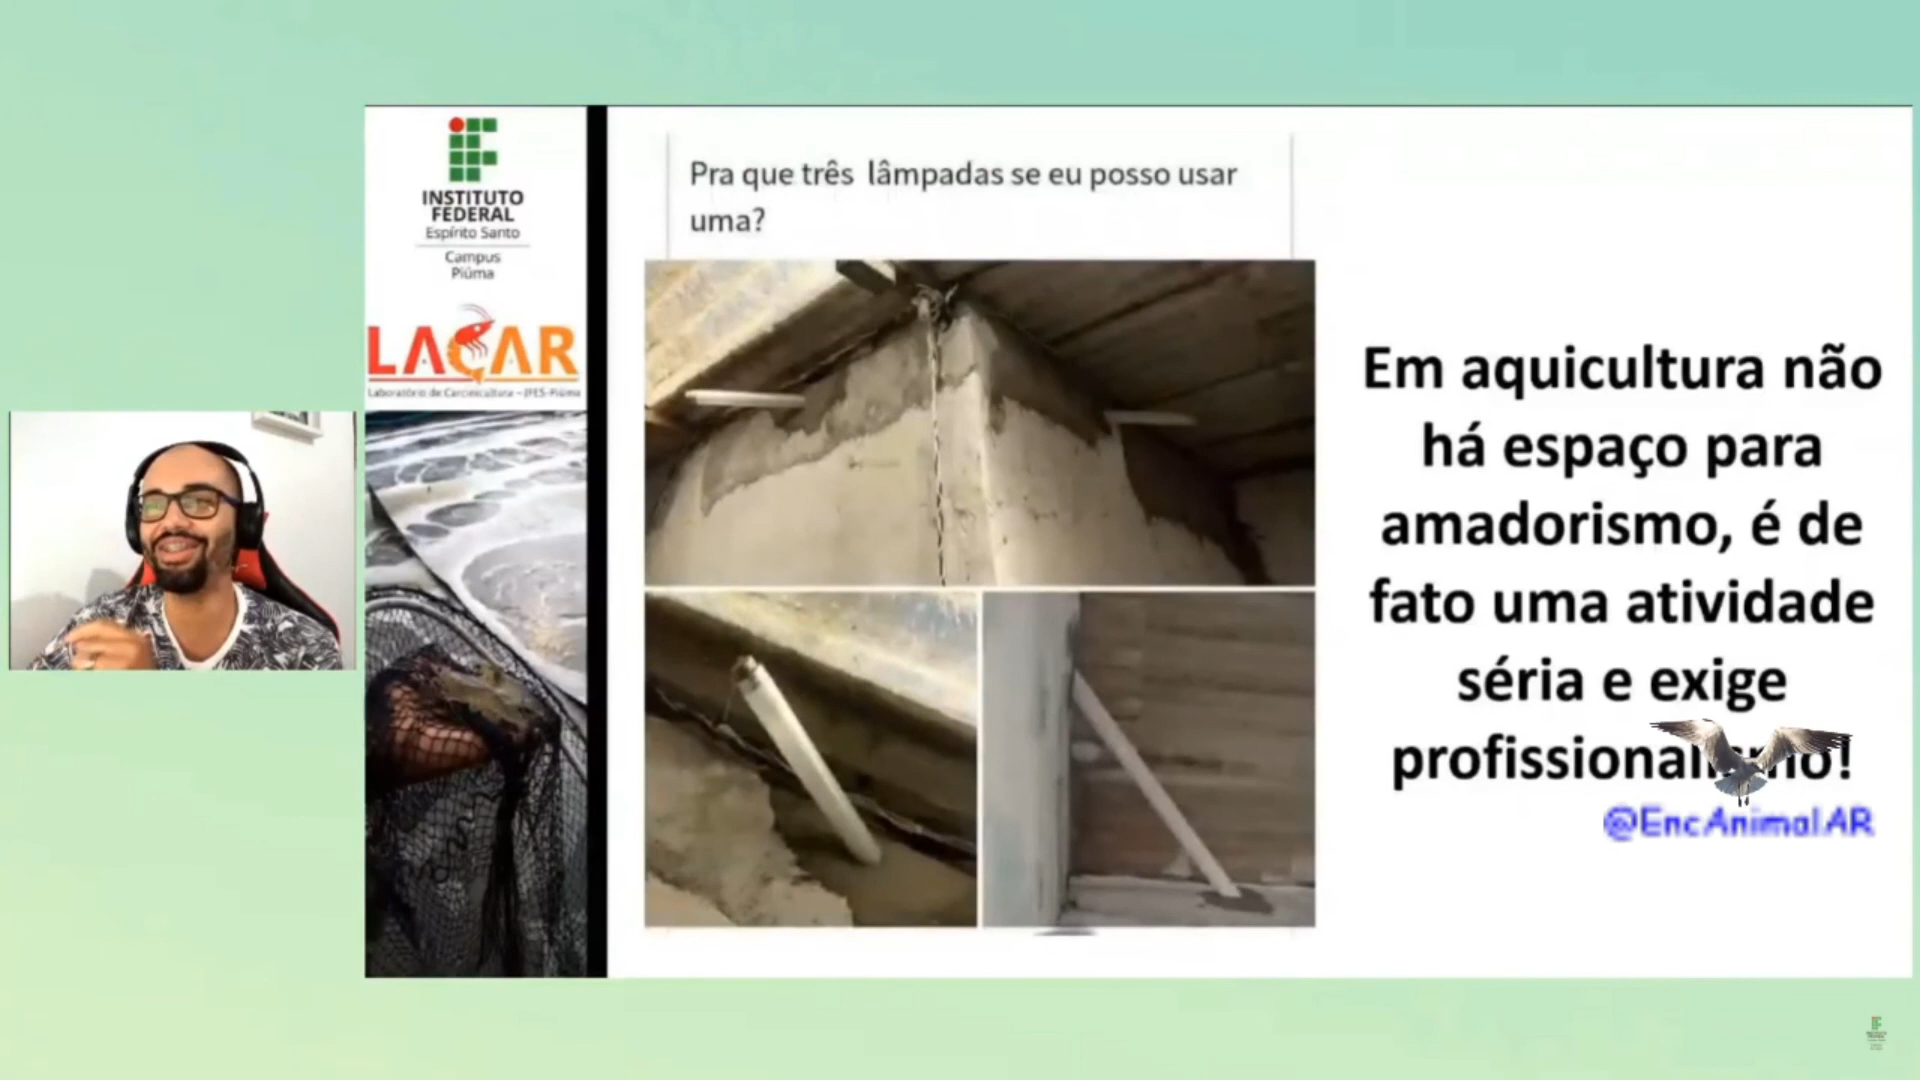 INSTITUTO
FEDERAL
Espírito Santo
Campus
Piúma
LACAR
Laboratório de Carcinicultura - IFES-Piúma
Pra que três lâmpadas se eu posso usar
uma?
Em aquicultura não
há espaço para
amadorismo, é de
fato uma atividade
séria e exige
@EncAnimalAR